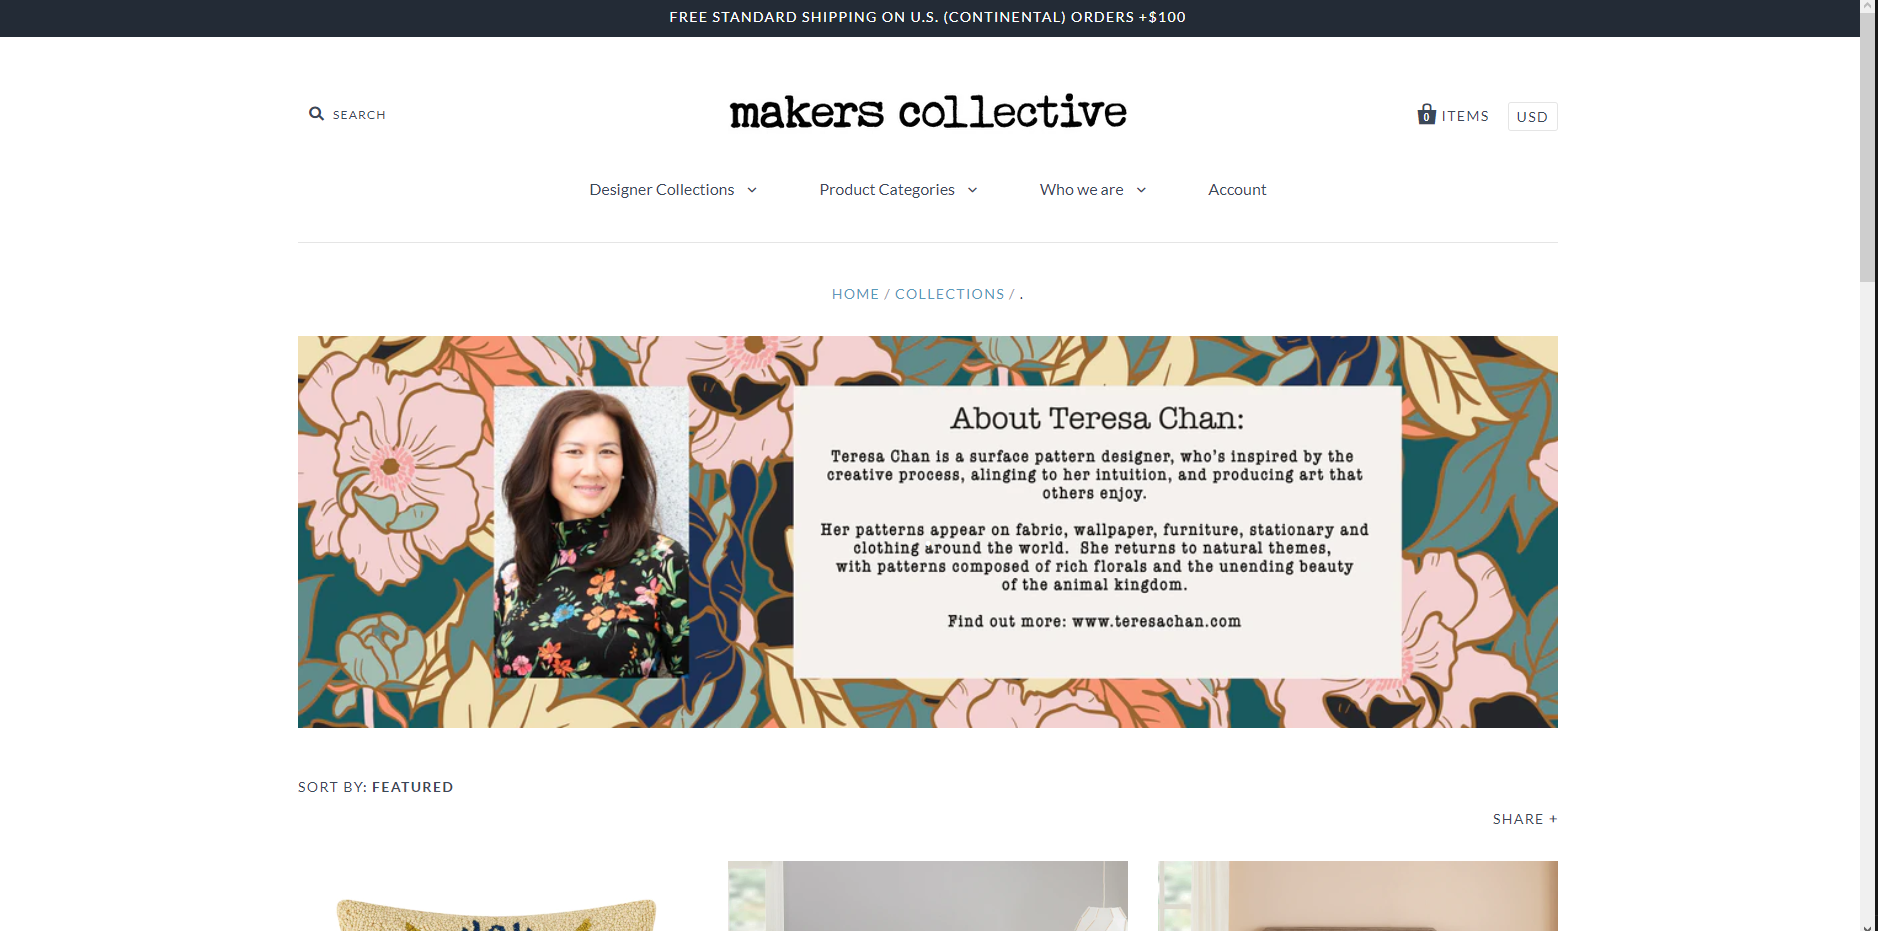 FREE STANDARD SHIPPING ON U.S. (CONTINENTAL) ORDERS +$100
SEARCH
makers collective
0 ITEMS
USD
Designer Collections
Product Categories
Who we are
Account
HOME / COLLECTIONS / .
About Teresa Chan:
Teresa Chan is a surface pattern designer, who's inspired by the
creative process, alinging to her intuition, and producing art that
others enjoy.
Her patterns appear on fabric, wallpaper, furniture, stationary and
clothing around the world. She returns to natural themes,
with patterns composed of rich florals and the unending beauty
of the animal kingdom.
Find out more: www.teresachan.com
SORT BY: FEATURED
SHARE +